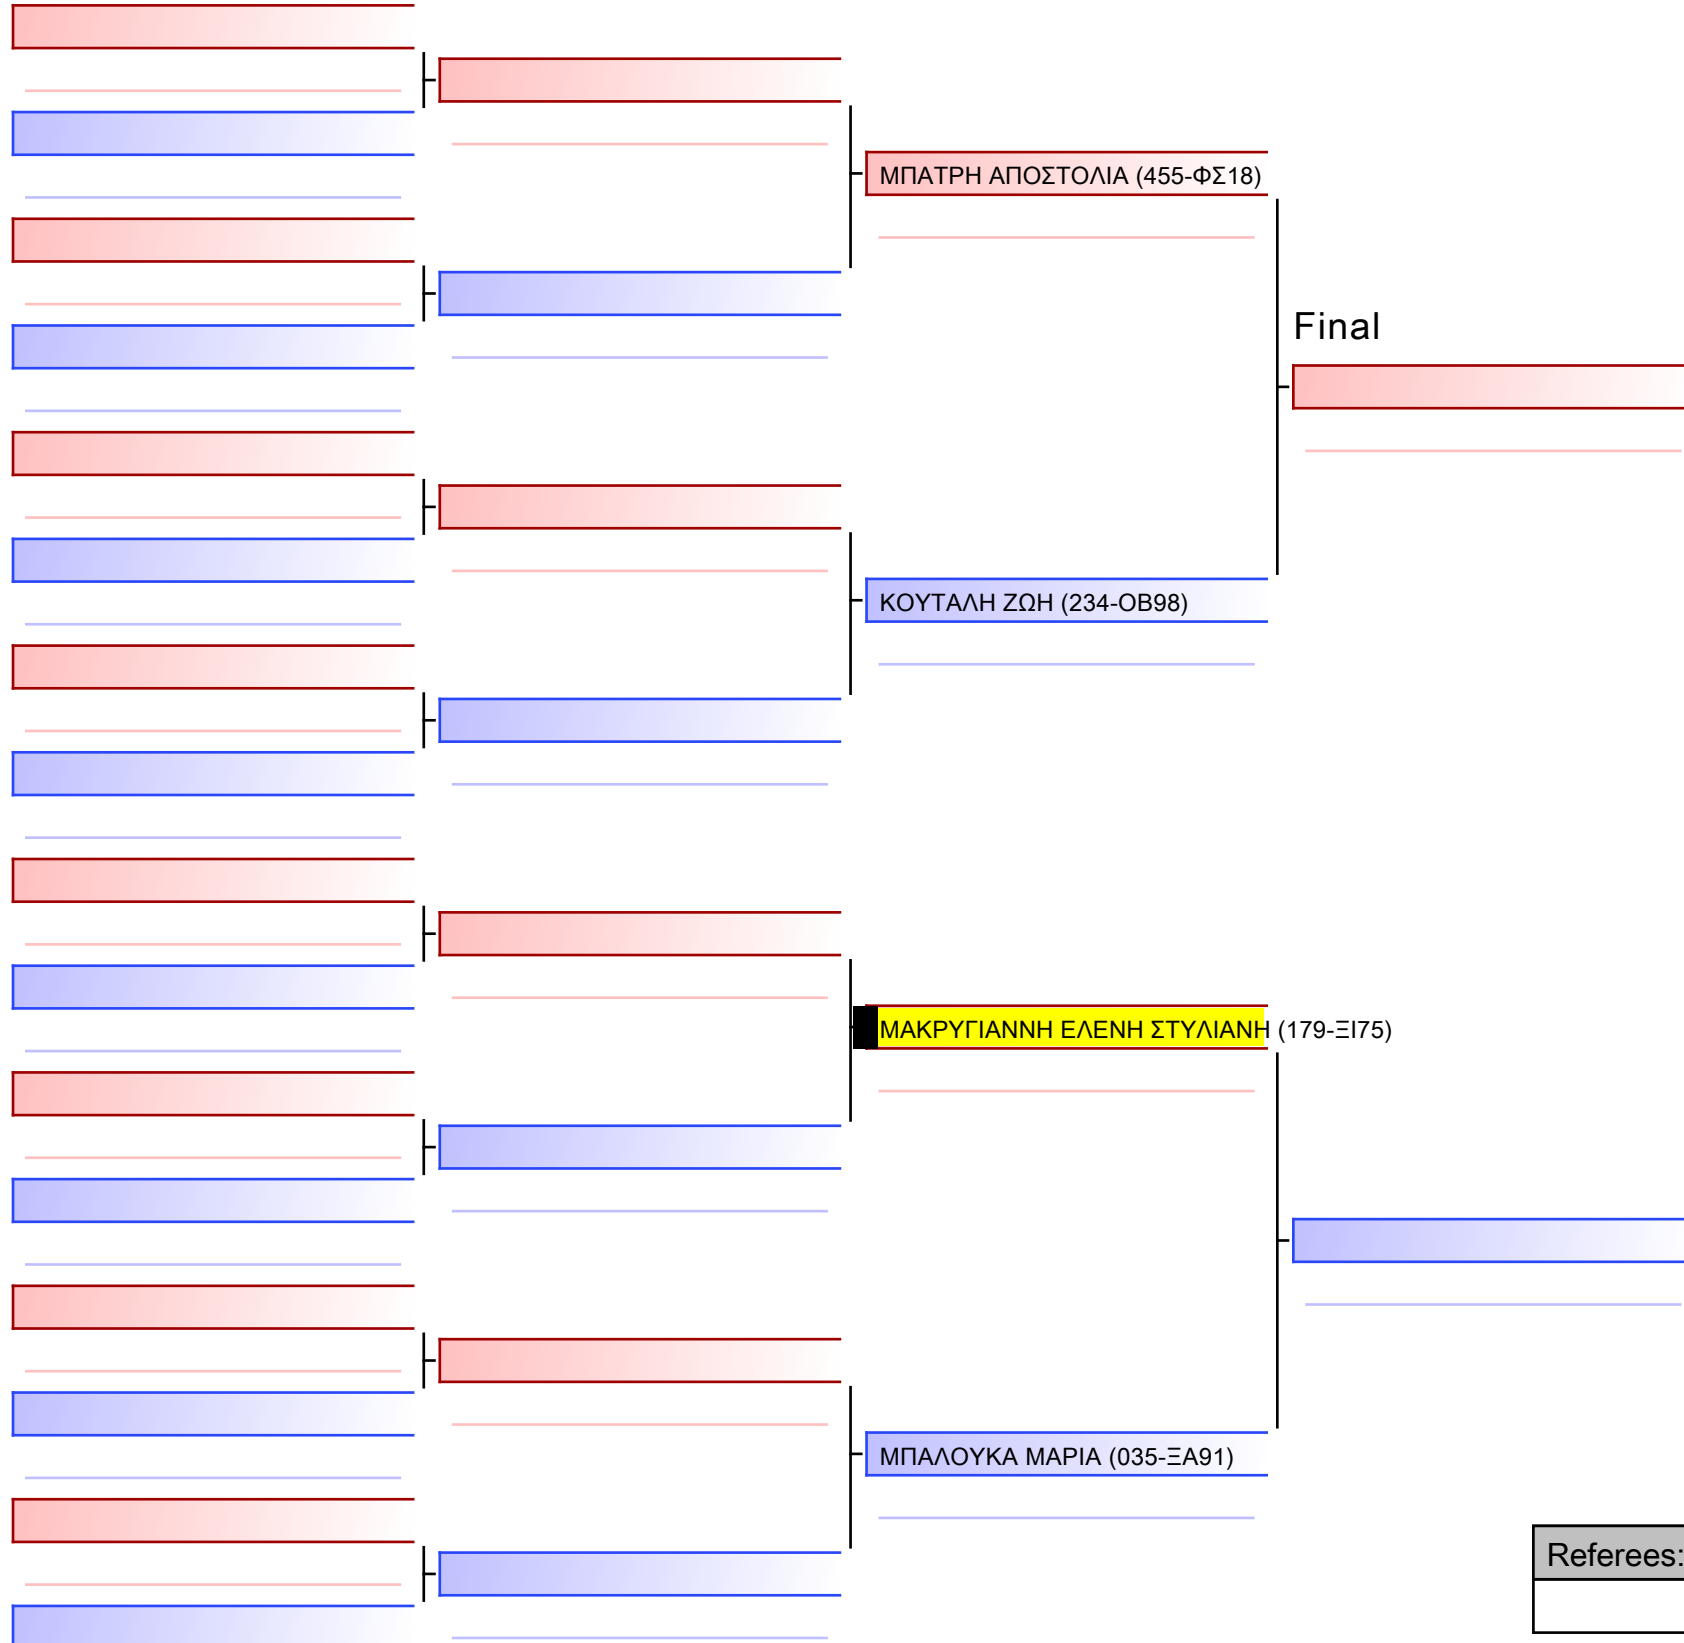 ΜΠΑΤΡΗ ΑΠΟΣΤΟΛΙΑ (455-ΦΣ18)
Final
ΚΟΥΤΑΛΗ ΖΩΗ (234-ΟΒ98)
ΜΑΚΡΥΓΙΑΝΝΗ ΕΛΕΝΗ ΣΤΥΛΙΑΝΗ (179-ΞΙ75)
ΜΠΑΛΟΥΚΑ ΜΑΡΙΑ (035-ΞΑ91)
Referees: